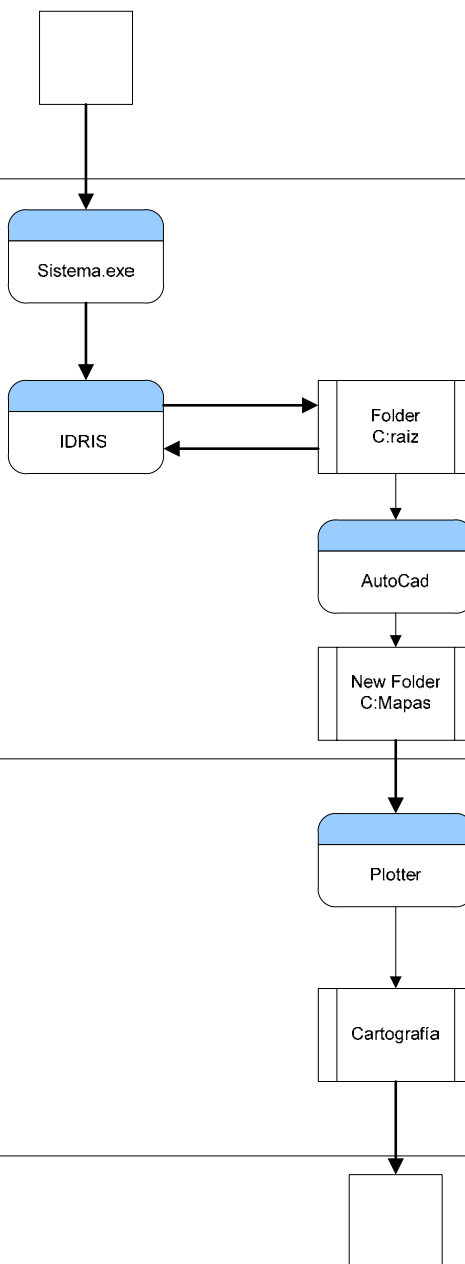 Sistema.exe
IDRIS
Folder
C:raiz
AutoCad
New Folder
C:Mapas
Plotter
Cartografía